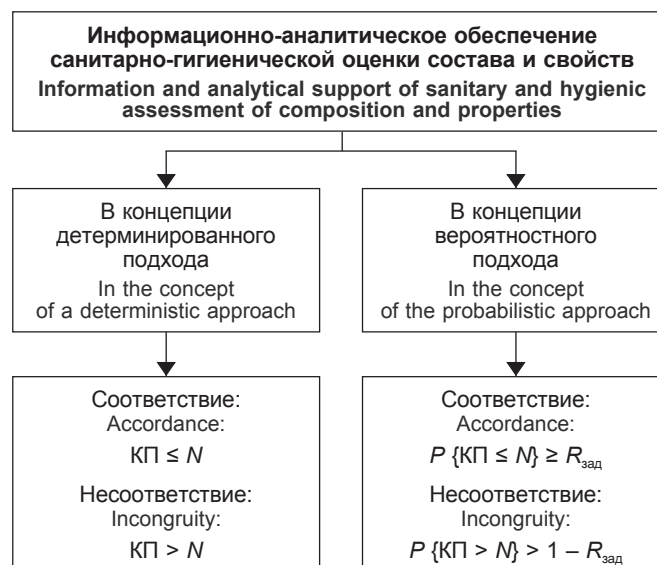 Информационно-аналитическое обеспечение
санитарно-гигиенической оценки состава и свойств
Information and analytical support of sanitary and hygienic
assessment of composition and properties
В концепции
детерминированного
подхода
In the concept
of a deterministic approach
В концепции
вероятностного
подхода
In the concept
of the probabilistic approach
Соответствие:
Accordance:
КП ≤ N
Несоответствие:
Incongruity:
КП > N
Соответствие:
Accordance:
P {КП ≤ N} ≥ Rзад
Несоответствие:
Incongruity:
P {КП > N} > 1 – Rзад